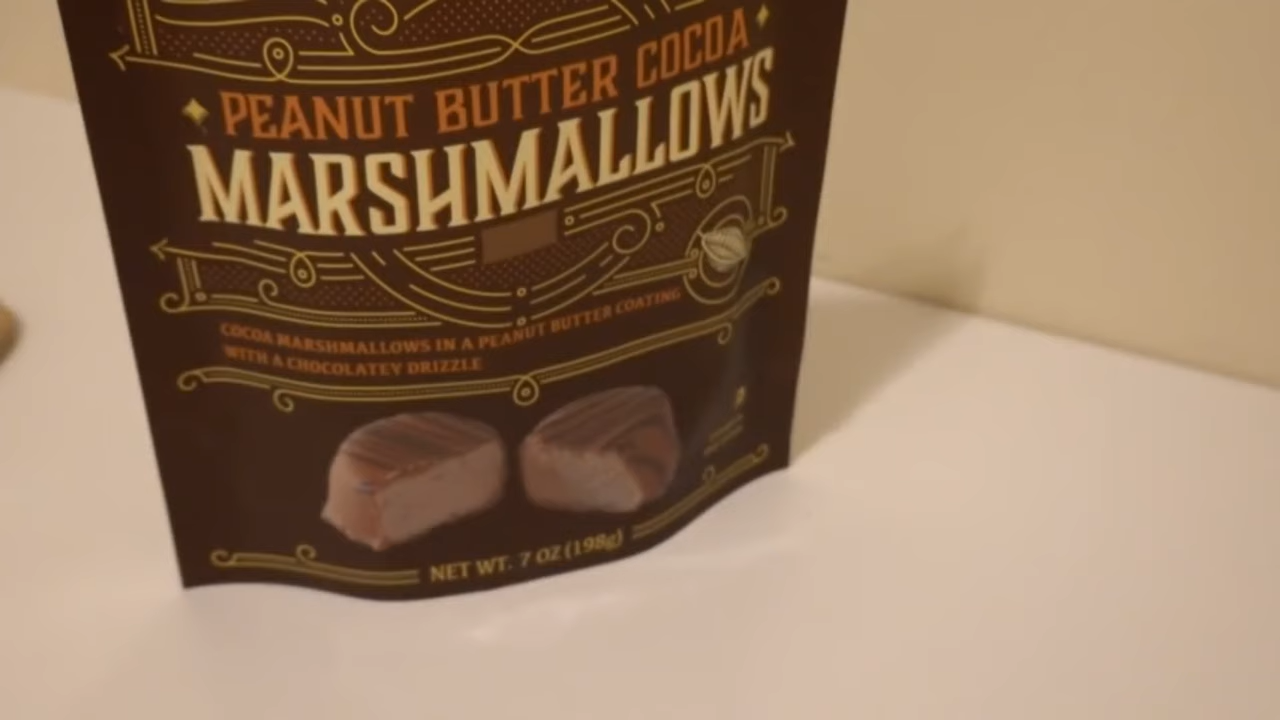 PEANUT BUTTER COCOA
MARSHMALLOWS
COCOA MARSHMALLOWS IN A PEANUT BUTTER COATING
WITH A CHOCOLATEY DRIZZLE
NET WT. 7 OZ (198g)